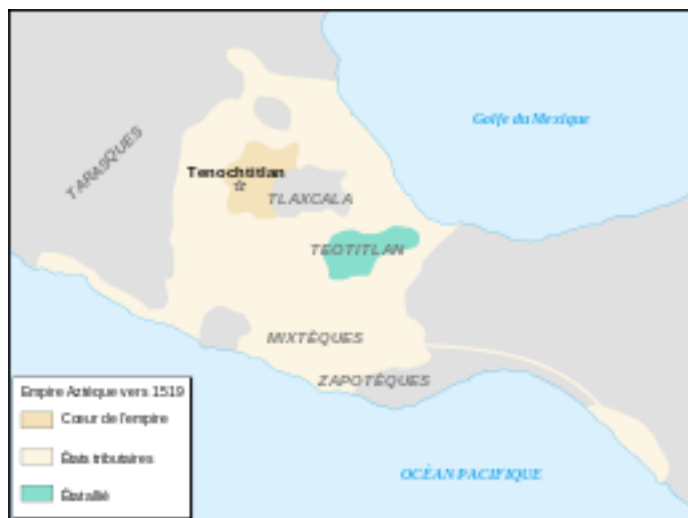 Golfe du Mexique
TARASQUES
Tenochtitlan
TLAXCALA
TEOTITLAN
MIXTÈQUES
ZAPOTÈQUES
OCÉAN PACIFIQUE
Empire Aztèque vers 1519
Cœur de l'empire
États tributaires
État allié